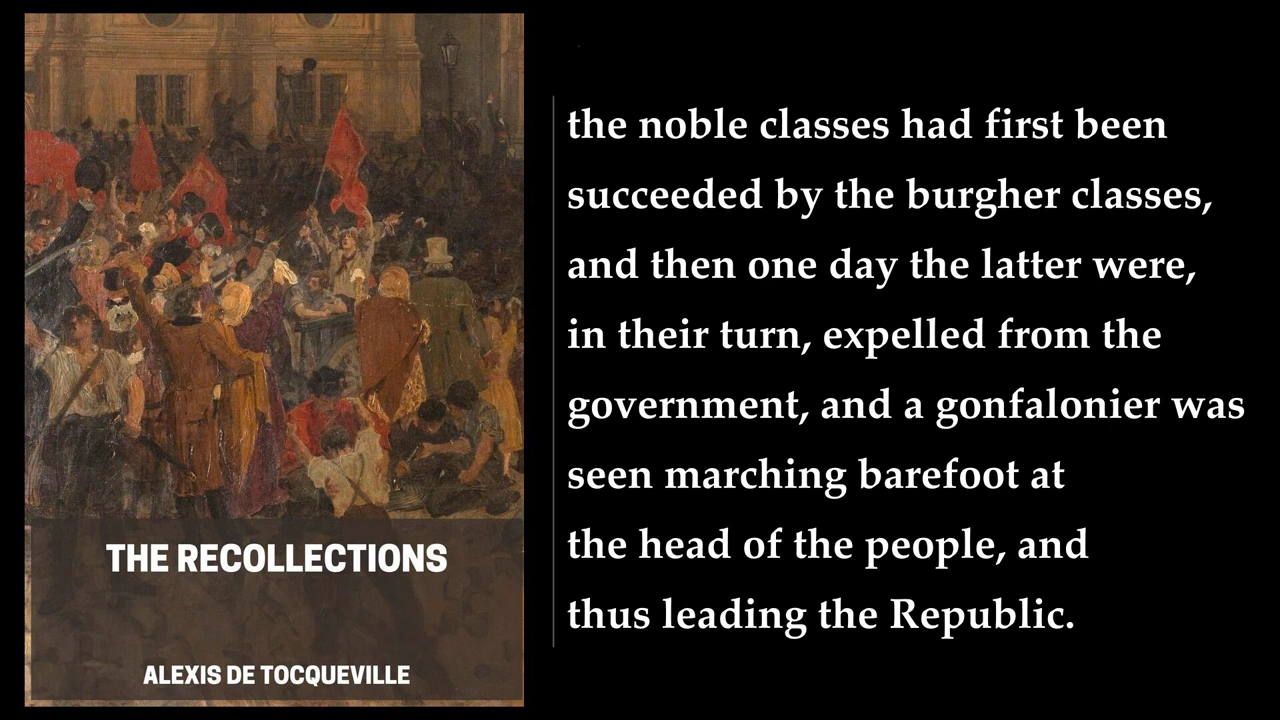 THE RECOLLECTIONS
ALEXIS DE TOCQUEVILLE
the noble classes had first been
succeeded by the burgher classes,
and then one day the latter were,
in their turn, expelled from the
government, and a gonfalonier was
seen marching barefoot at
the head of the people, and
thus leading the Republic.